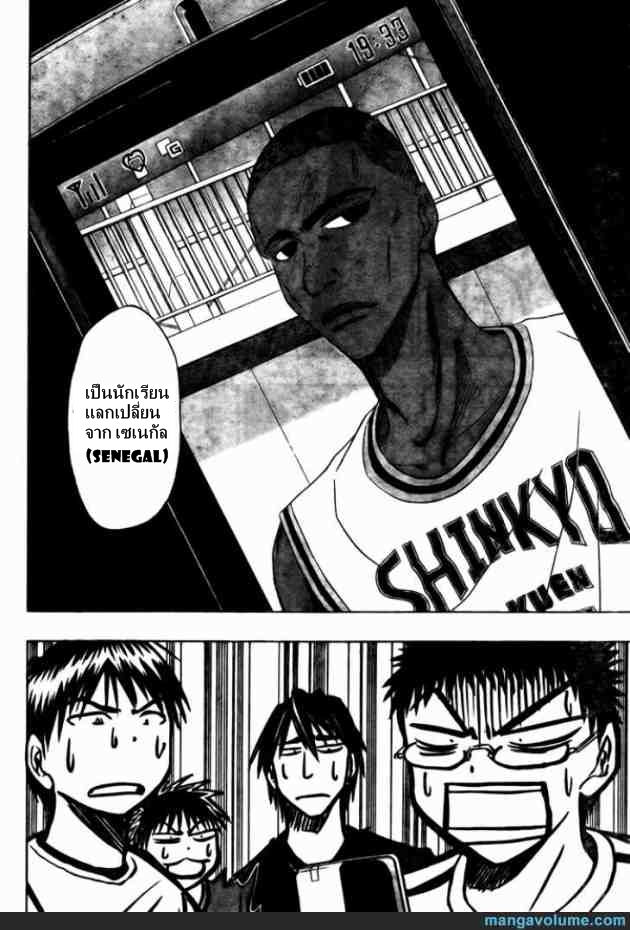 19:33
G
เป็นนักเรียน
แลกเปลี่ยน
จาก เซเนกัล
(SENEGAL)
SHINKYO
KUEN
mangavolume.com